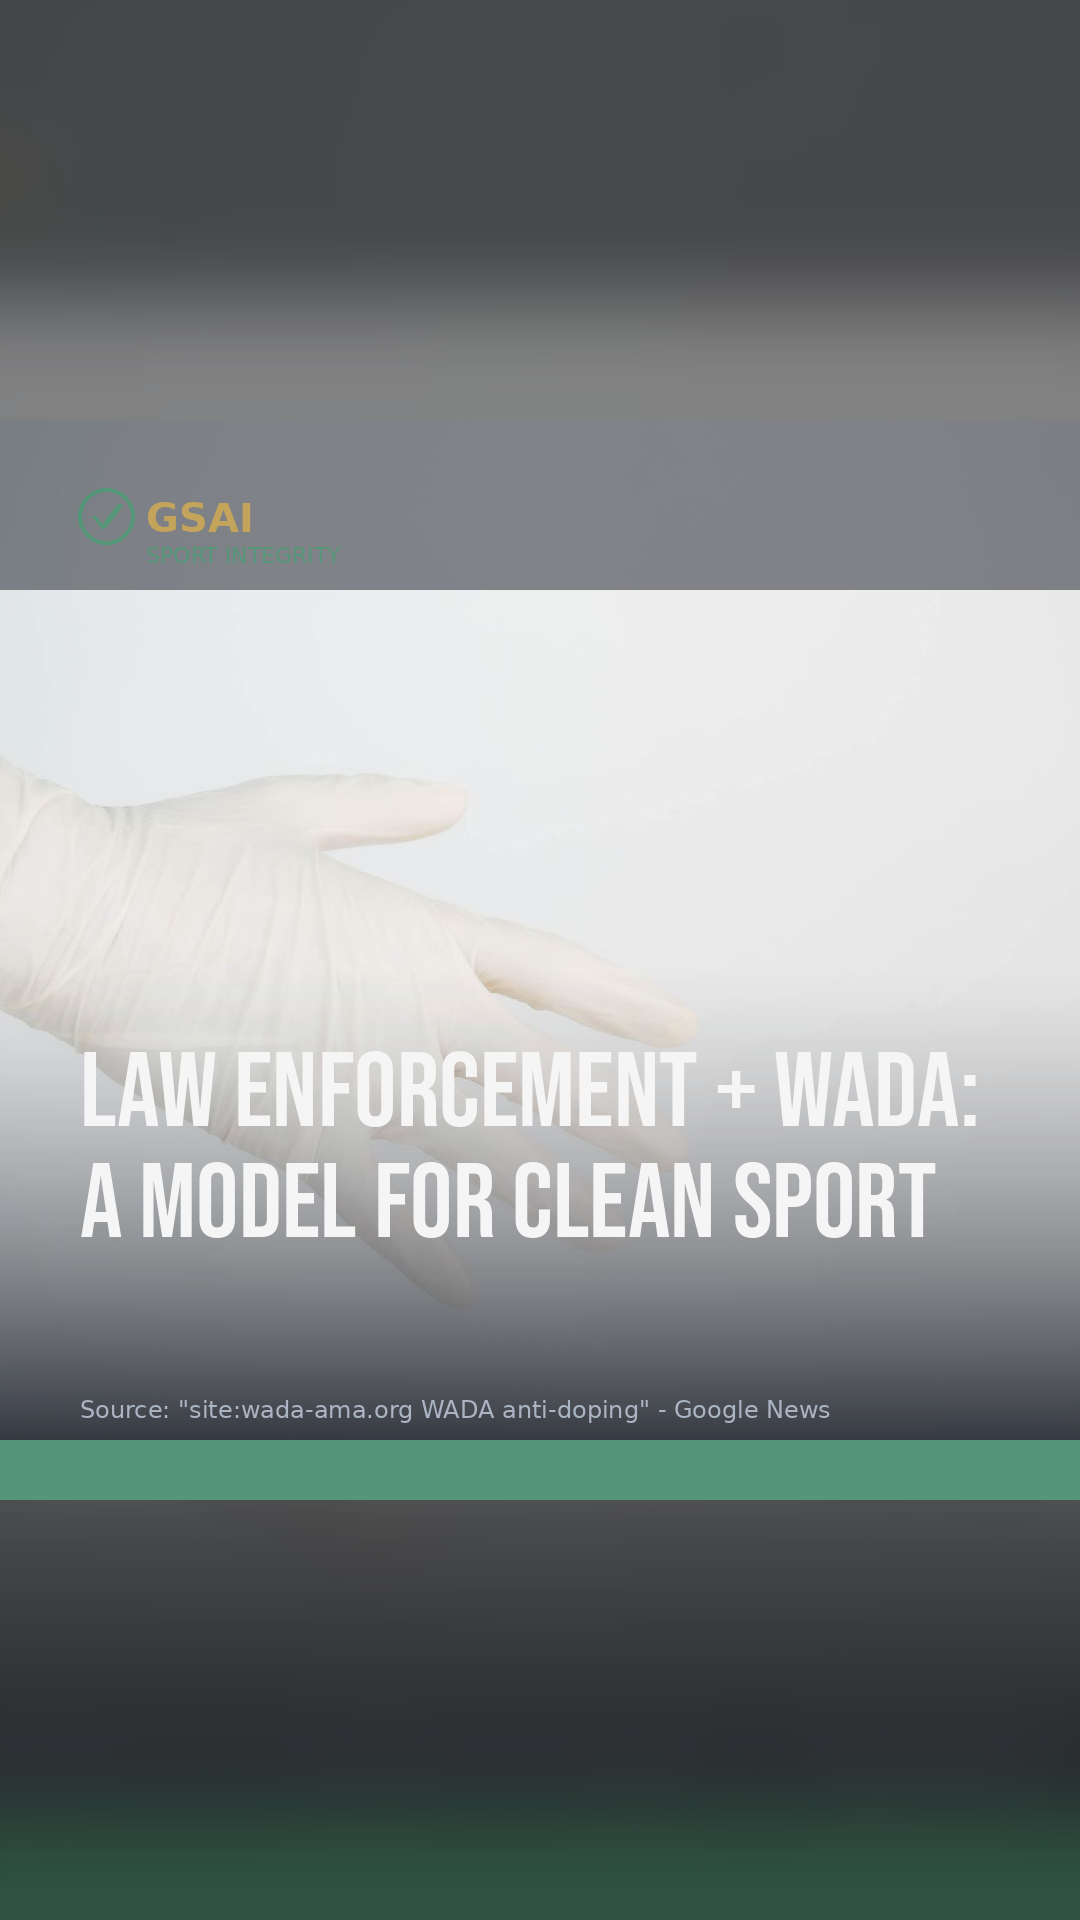 GSAI
SPORT INTEGRITY
LAW ENFORCEMENT + WADA:
A MODEL FOR CLEAN SPORT
Source: "site:wada-ama.org WADA anti-doping" - Google News